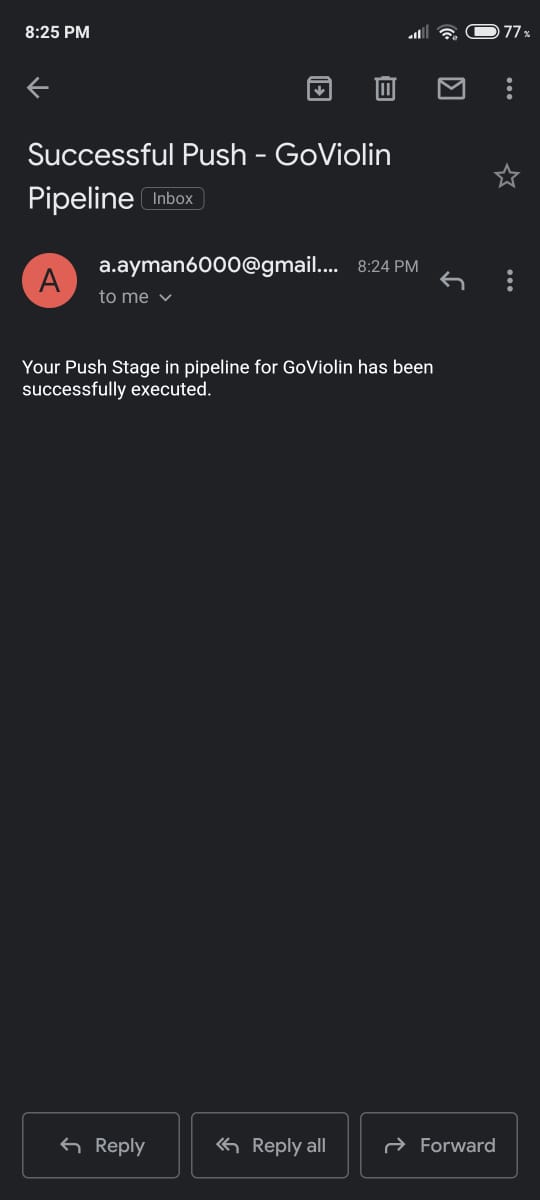 8:25 PM
77%
Successful Push - GoViolin
Pipeline Inbox
A
a.ayman6000@gmail.... 8:24 PM
to me
Your Push Stage in pipeline for GoViolin has been
successfully executed.
Reply Reply all Forward